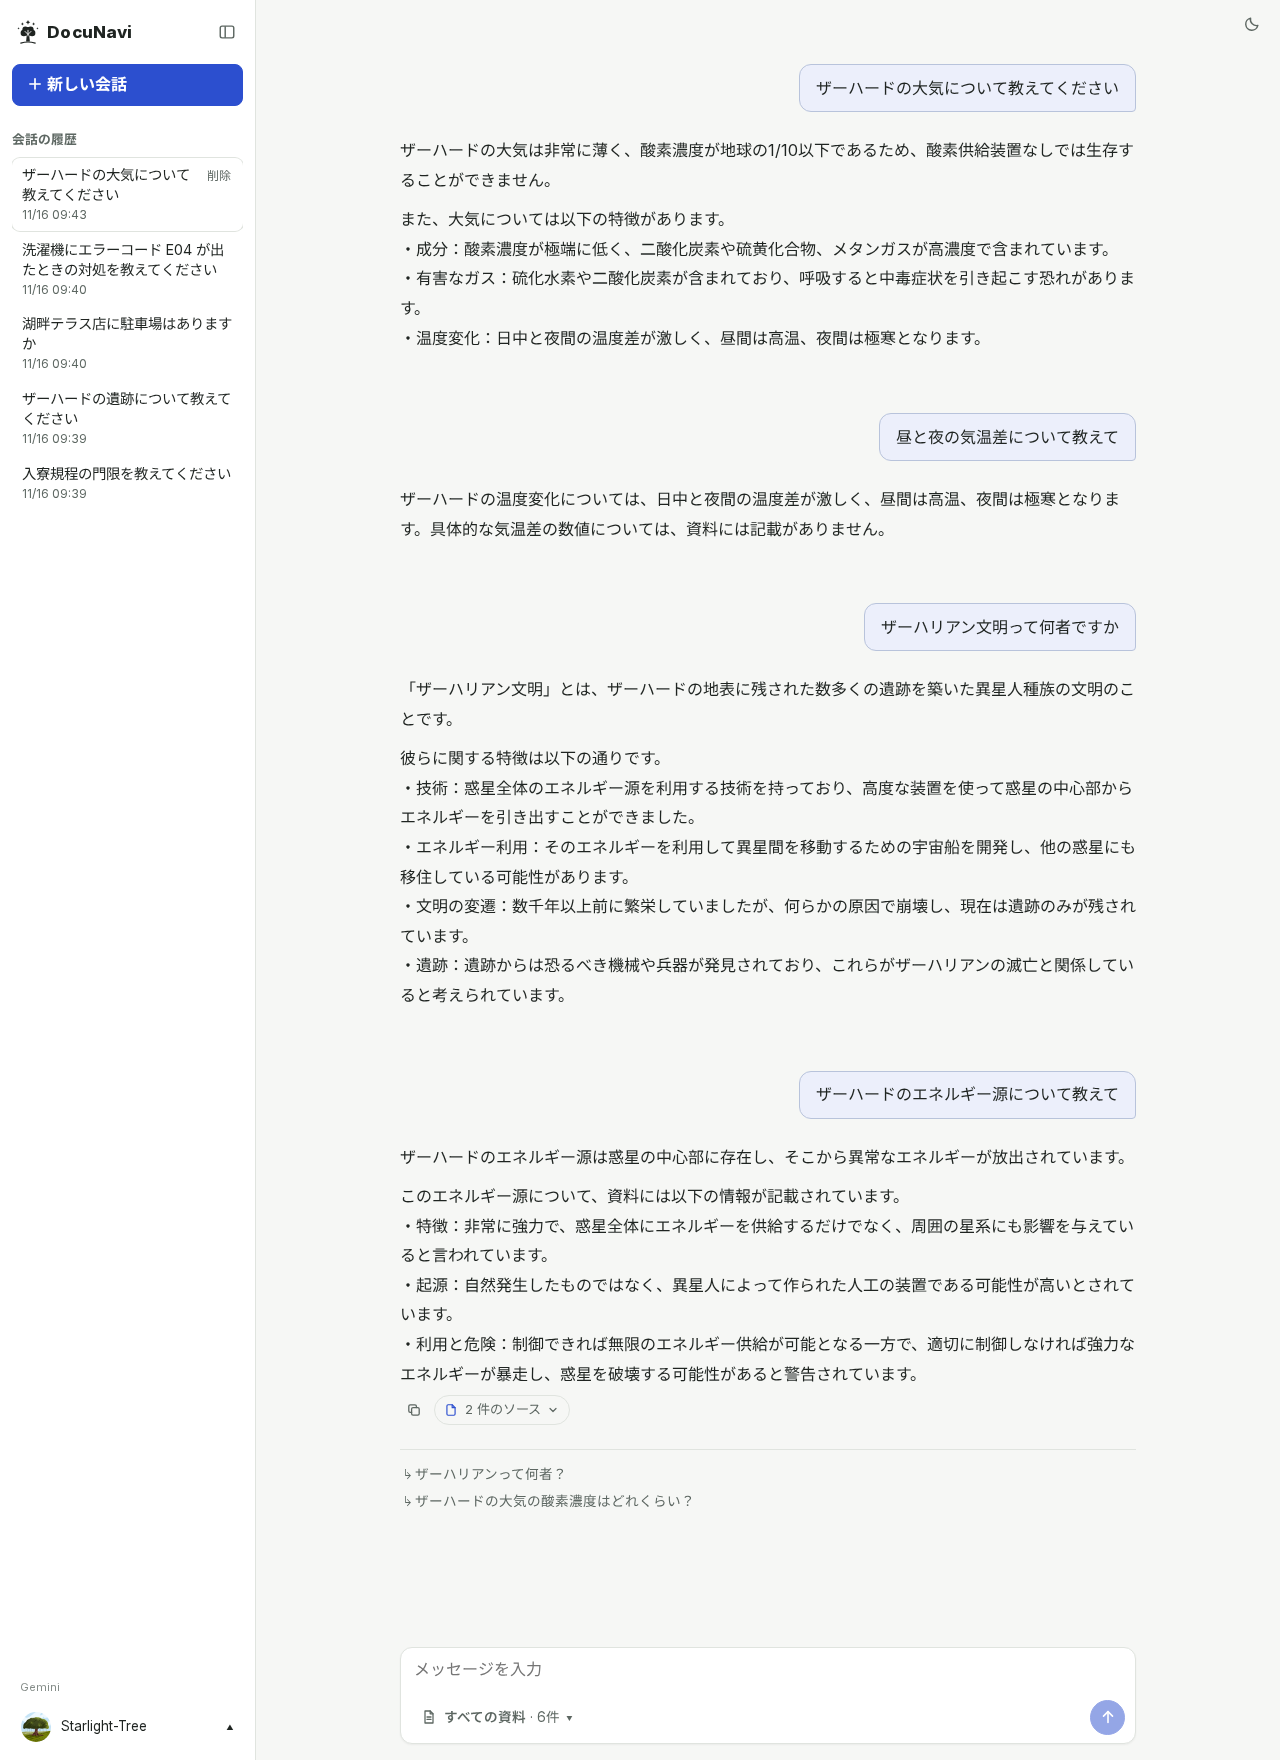 DocuNavi
+ 新しい会話
会話の履歴
ザーハードの大気について
教えてください
削除
11/16 09:43
洗濯機にエラーコード E04 が出
たときの対処を教えてください
11/16 09:40
湖畔テラス店に駐車場はあります
か
11/16 09:40
ザーハードの遺跡について教えて
ください
11/16 09:39
入寮規程の門限を教えてください
11/16 09:39
Gemini
Starlight-Tree
ザーハードの大気について教えてください
ザーハードの大気は非常に薄く、酸素濃度が地球の1/10以下であるため、酸素供給装置なしでは生存す
ることができません。
また、大気については以下の特徴があります。
・成分：酸素濃度が極端に低く、二酸化炭素や硫黄化合物、メタンガスが高濃度で含まれています。
・有害なガス：硫化水素や二酸化炭素が含まれており、呼吸すると中毒症状を引き起こす恐れがありま
す。
・温度変化：日中と夜間の温度差が激しく、昼間は高温、夜間は極寒となります。
昼と夜の気温差について教えて
ザーハードの温度変化については、日中と夜間の温度差が激しく、昼間は高温、夜間は極寒となりま
す。具体的な気温差の数値については、資料には記載がありません。
ザーハリアン文明って何者ですか
「ザーハリアン文明」とは、ザーハードの地表に残された数多くの遺跡を築いた異星人種族の文明のこ
とです。
彼らに関する特徴は以下の通りです。
・技術：惑星全体のエネルギー源を利用する技術を持っており、高度な装置を使って惑星の中心部から
エネルギーを引き出すことができました。
・エネルギー利用：そのエネルギーを利用して異星間を移動するための宇宙船を開発し、他の惑星にも
移住している可能性があります。
・文明の変遷：数千年以上前に繁栄していましたが、何らかの原因で崩壊し、現在は遺跡のみが残され
ています。
・遺跡：遺跡からは恐るべき機械や兵器が発見されており、これらがザーハリアンの滅亡と関係してい
ると考えられています。
ザーハードのエネルギー源について教えて
ザーハードのエネルギー源は惑星の中心部に存在し、そこから異常なエネルギーが放出されています。
このエネルギー源について、資料には以下の情報が記載されています。
・特徴：非常に強力で、惑星全体にエネルギーを供給するだけでなく、周囲の星系にも影響を与えてい
ると言われています。
・起源：自然発生したものではなく、異星人によって作られた人工の装置である可能性が高いとされて
います。
・利用と危険：制御できれば無限のエネルギー供給が可能となる一方で、適切に制御しなければ強力な
エネルギーが暴走し、惑星を破壊する可能性があると警告されています。
2 件のソース
↳ザーハリアンって何者？
↳ザーハードの大気の酸素濃度はどれくらい？
メッセージを入力
すべての資料 · 6件 ▼